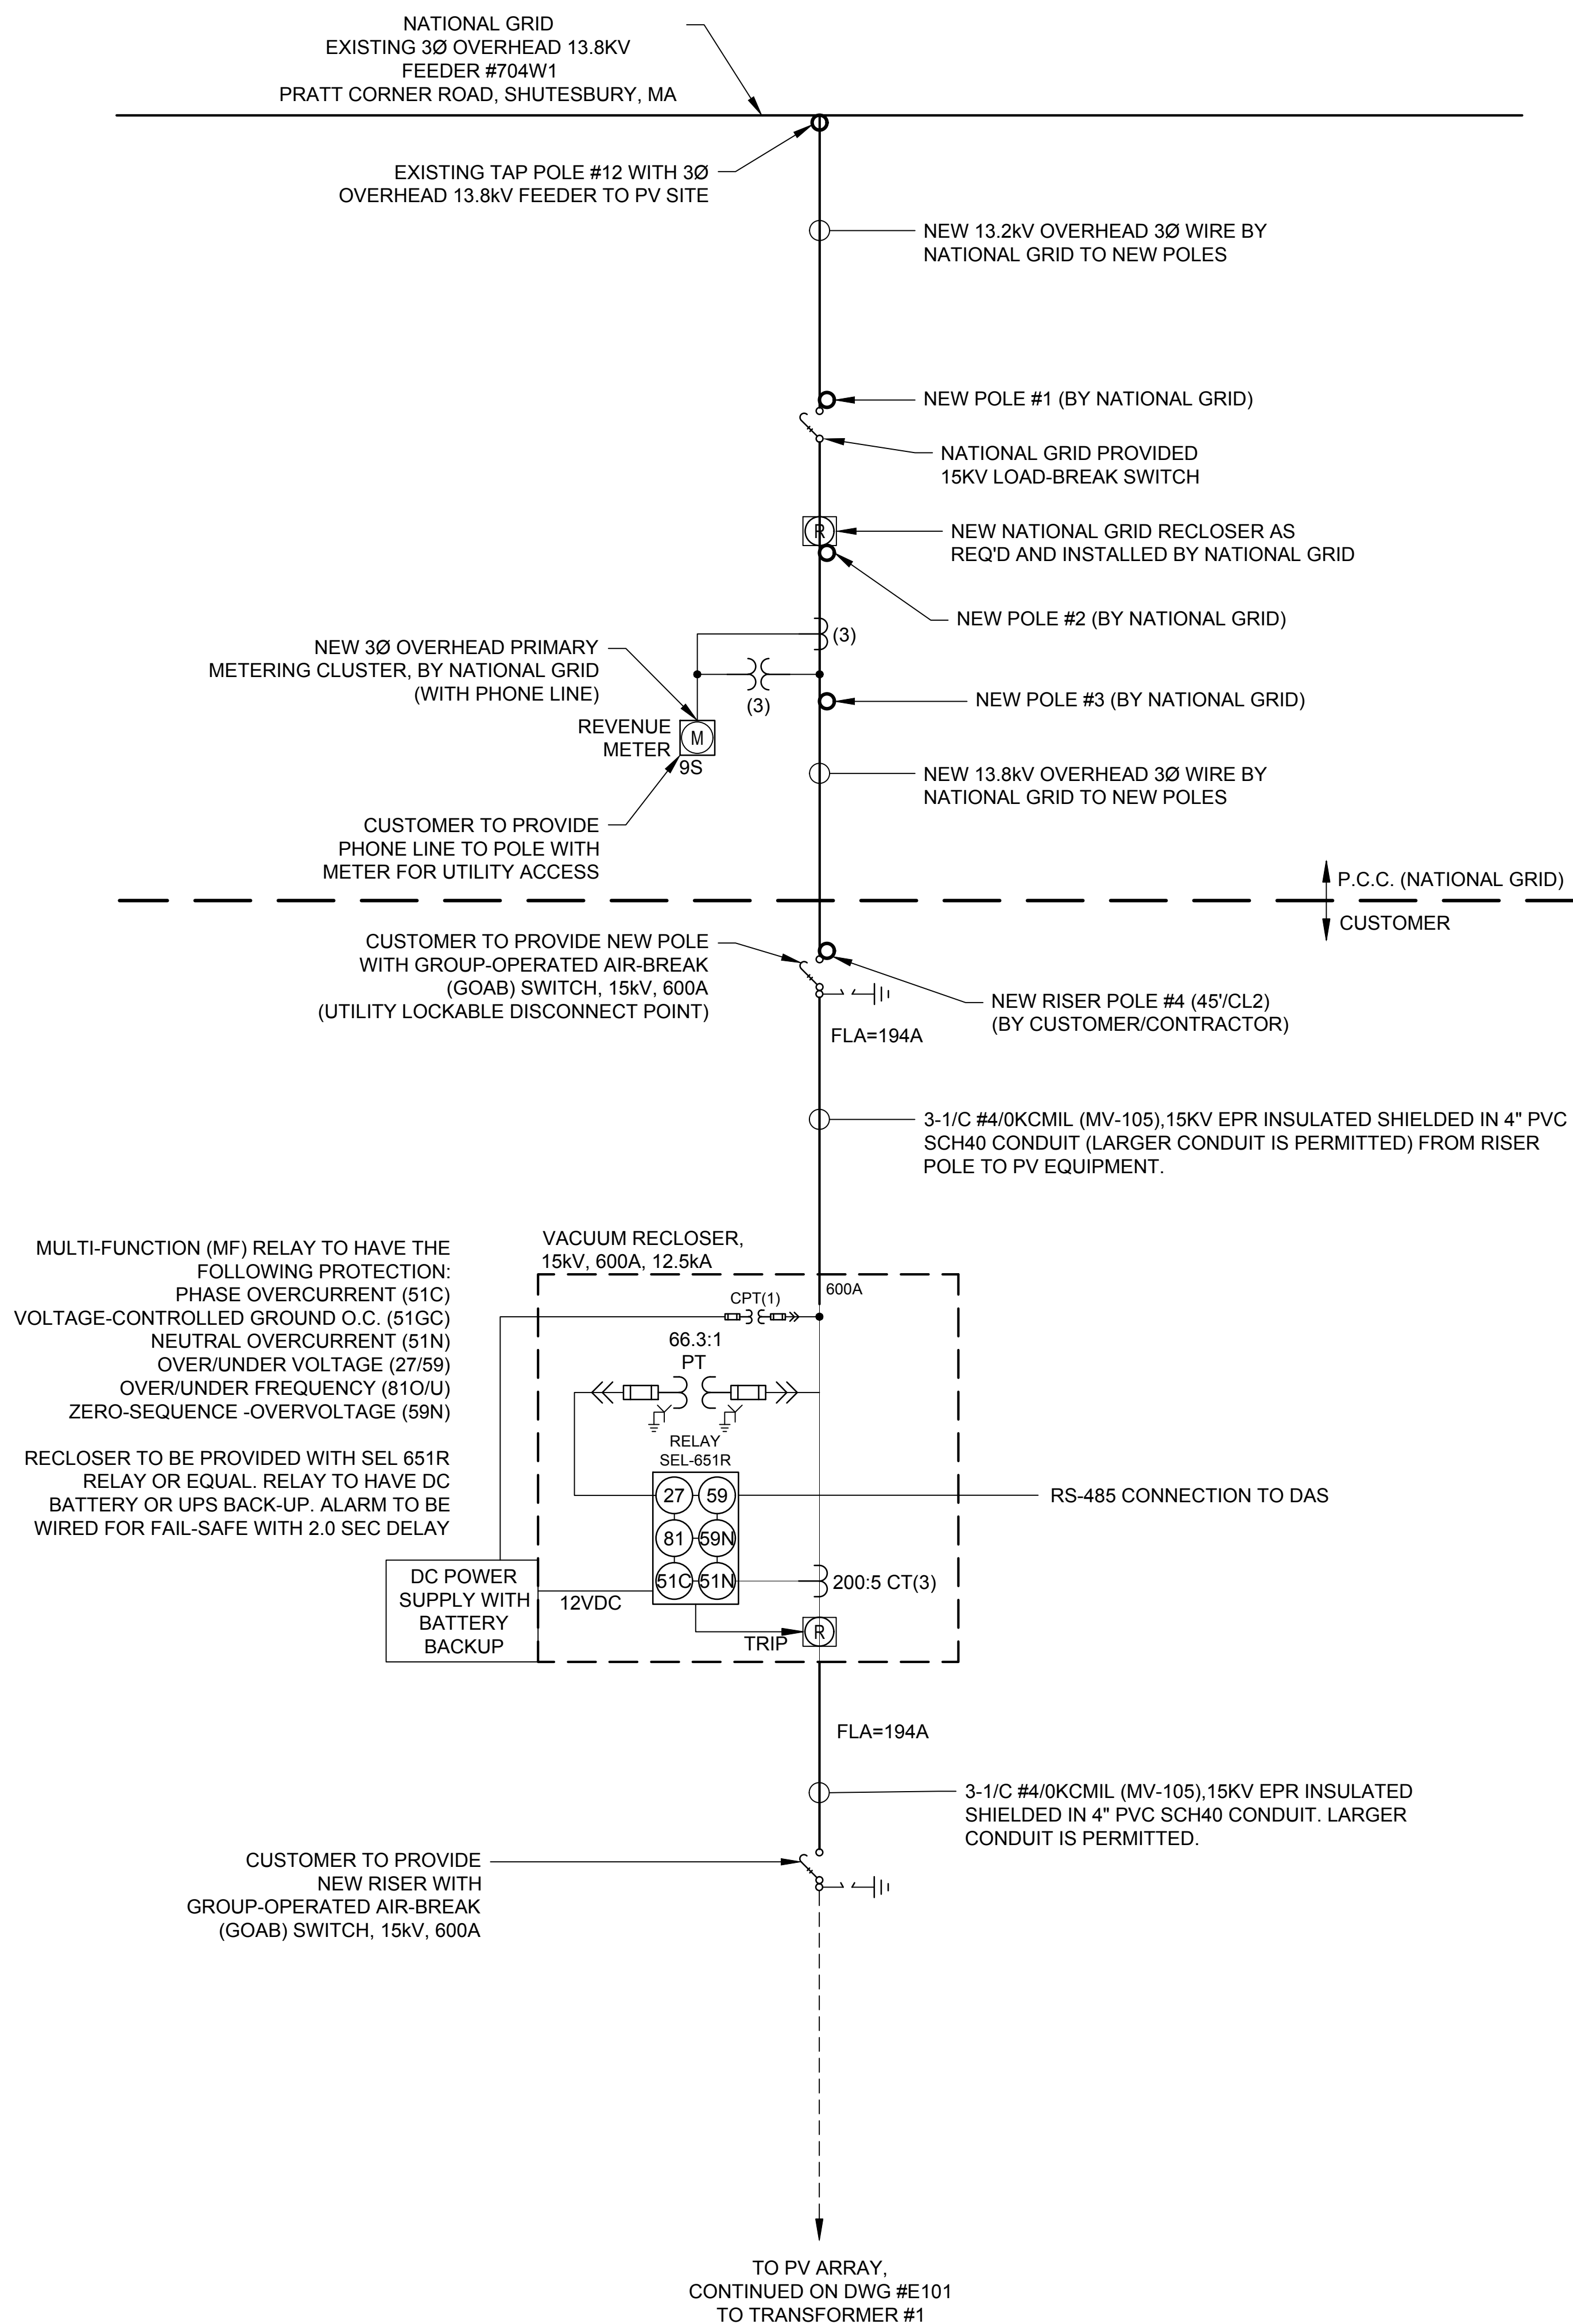 NATIONAL GRID
EXISTING 3Ø OVERHEAD 13.8KV
FEEDER #704W1
PRATT CORNER ROAD, SHUTESBURY, MA
EXISTING TAP POLE #12 WITH 3Ø
OVERHEAD 13.8kV FEEDER TO PV SITE
NEW 13.2kV OVERHEAD 3Ø WIRE BY
NATIONAL GRID TO NEW POLES
NEW POLE #1 (BY NATIONAL GRID)
NATIONAL GRID PROVIDED
15KV LOAD-BREAK SWITCH
R
NEW NATIONAL GRID RECLOSER AS
REQ'D AND INSTALLED BY NATIONAL GRID
NEW POLE #2 (BY NATIONAL GRID)
(3)
NEW 3Ø OVERHEAD PRIMARY
METERING CLUSTER, BY NATIONAL GRID
(WITH PHONE LINE)
(3)
NEW POLE #3 (BY NATIONAL GRID)
REVENUE
METER
M
9S
NEW 13.8kV OVERHEAD 3Ø WIRE BY
NATIONAL GRID TO NEW POLES
CUSTOMER TO PROVIDE
PHONE LINE TO POLE WITH
METER FOR UTILITY ACCESS
P.C.C. (NATIONAL GRID)
CUSTOMER
CUSTOMER TO PROVIDE NEW POLE
WITH GROUP-OPERATED AIR-BREAK
(GOAB) SWITCH, 15kV, 600A
(UTILITY LOCKABLE DISCONNECT POINT)
NEW RISER POLE #4 (45'/CL2)
(BY CUSTOMER/CONTRACTOR)
FLA=194A
3-1/C #4/0KCMIL (MV-105),15KV EPR INSULATED SHIELDED IN 4" PVC
SCH40 CONDUIT (LARGER CONDUIT IS PERMITTED) FROM RISER
POLE TO PV EQUIPMENT.
MULTI-FUNCTION (MF) RELAY TO HAVE THE
FOLLOWING PROTECTION:
PHASE OVERCURRENT (51C)
VOLTAGE-CONTROLLED GROUND O.C. (51GC)
NEUTRAL OVERCURRENT (51N)
OVER/UNDER VOLTAGE (27/59)
OVER/UNDER FREQUENCY (81O/U)
ZERO-SEQUENCE -OVERVOLTAGE (59N)
RECLOSER TO BE PROVIDED WITH SEL 651R
RELAY OR EQUAL. RELAY TO HAVE DC
BATTERY OR UPS BACK-UP. ALARM TO BE
WIRED FOR FAIL-SAFE WITH 2.0 SEC DELAY
VACUUM RECLOSER,
15kV, 600A, 12.5kA
600A
CPT(1)
66.3:1
PT
RELAY
SEL-651R
27 59
81 59N
51C 51N
RS-485 CONNECTION TO DAS
200:5 CT(3)
DC POWER
SUPPLY WITH
BATTERY
BACKUP
12VDC
TRIP
R
FLA=194A
3-1/C #4/0KCMIL (MV-105),15KV EPR INSULATED
SHIELDED IN 4" PVC SCH40 CONDUIT. LARGER
CONDUIT IS PERMITTED.
CUSTOMER TO PROVIDE
NEW RISER WITH
GROUP-OPERATED AIR-BREAK
(GOAB) SWITCH, 15kV, 600A
TO PV ARRAY,
CONTINUED ON DWG #E101
TO TRANSFORMER #1